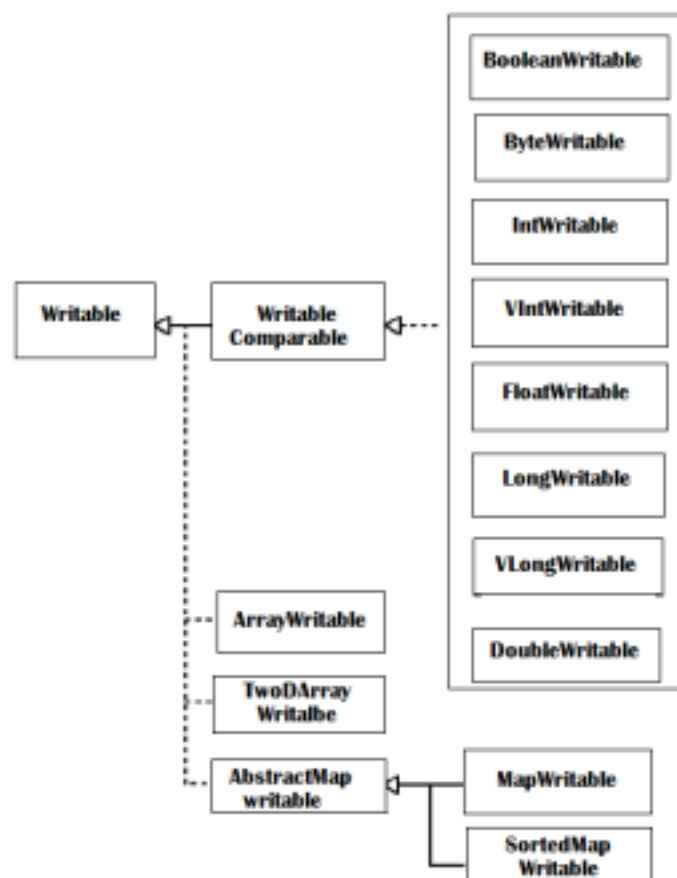 BooleanWritable
ByteWritable
IntWritable
VIntWritable
FloatWritable
LongWritable
VLongWritable
DoubleWritable
Writable
Writable
Comparable
ArrayWritable
TwoDArray
Writalbe
AbstractMap
writable
MapWritable
SortedMap
Writable